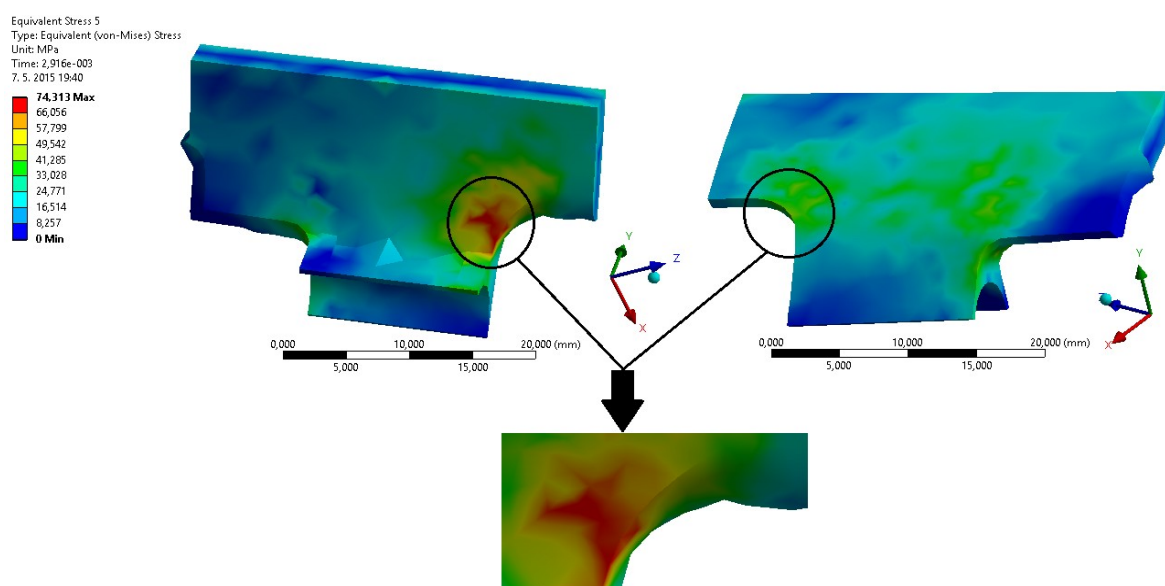 Equivalent Stress 5
Type: Equivalent (von-Mises) Stress
Unit: MPa
Time: 2,916e-003
7. 5. 2015 19:40
74,313 Max
66,056
57,799
49,542
41,285
33,028
24,771
16,514
8,257
0 Min
Y
Z
X
Y
X
0,000 10,000 20,000 (mm)
5,000 15,000
0,000 10,000 20,000 (mm)
5,000 15,000